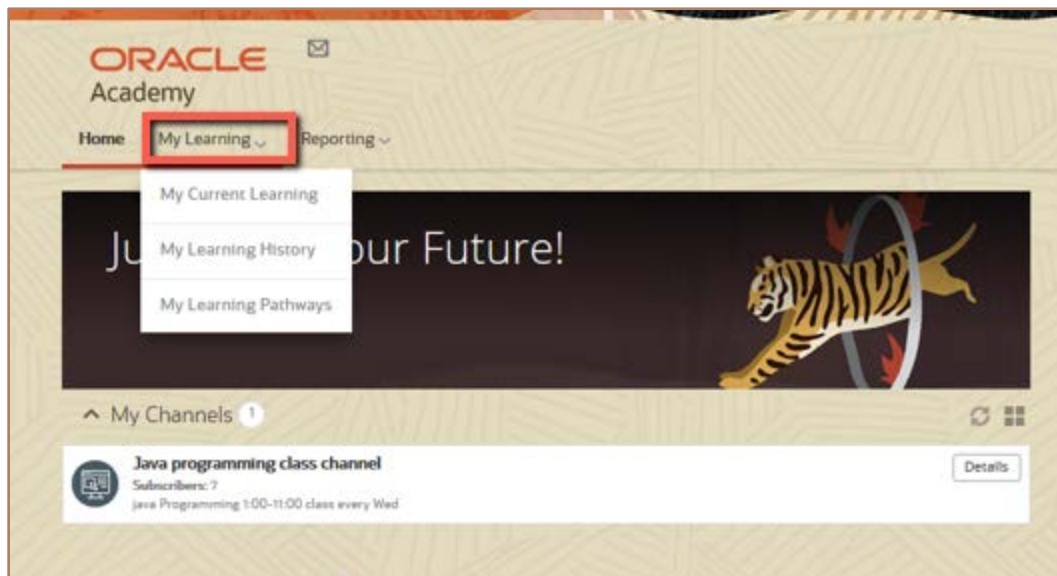 ORACLE
Academy
Home My Learning Reporting
My Current Learning
My Learning History
My Learning Pathways
Ju our Future!
My Channels 1
Java programming class channel
Subscribers: 7
java Programming 1:00-11:00 class every Wed
Details